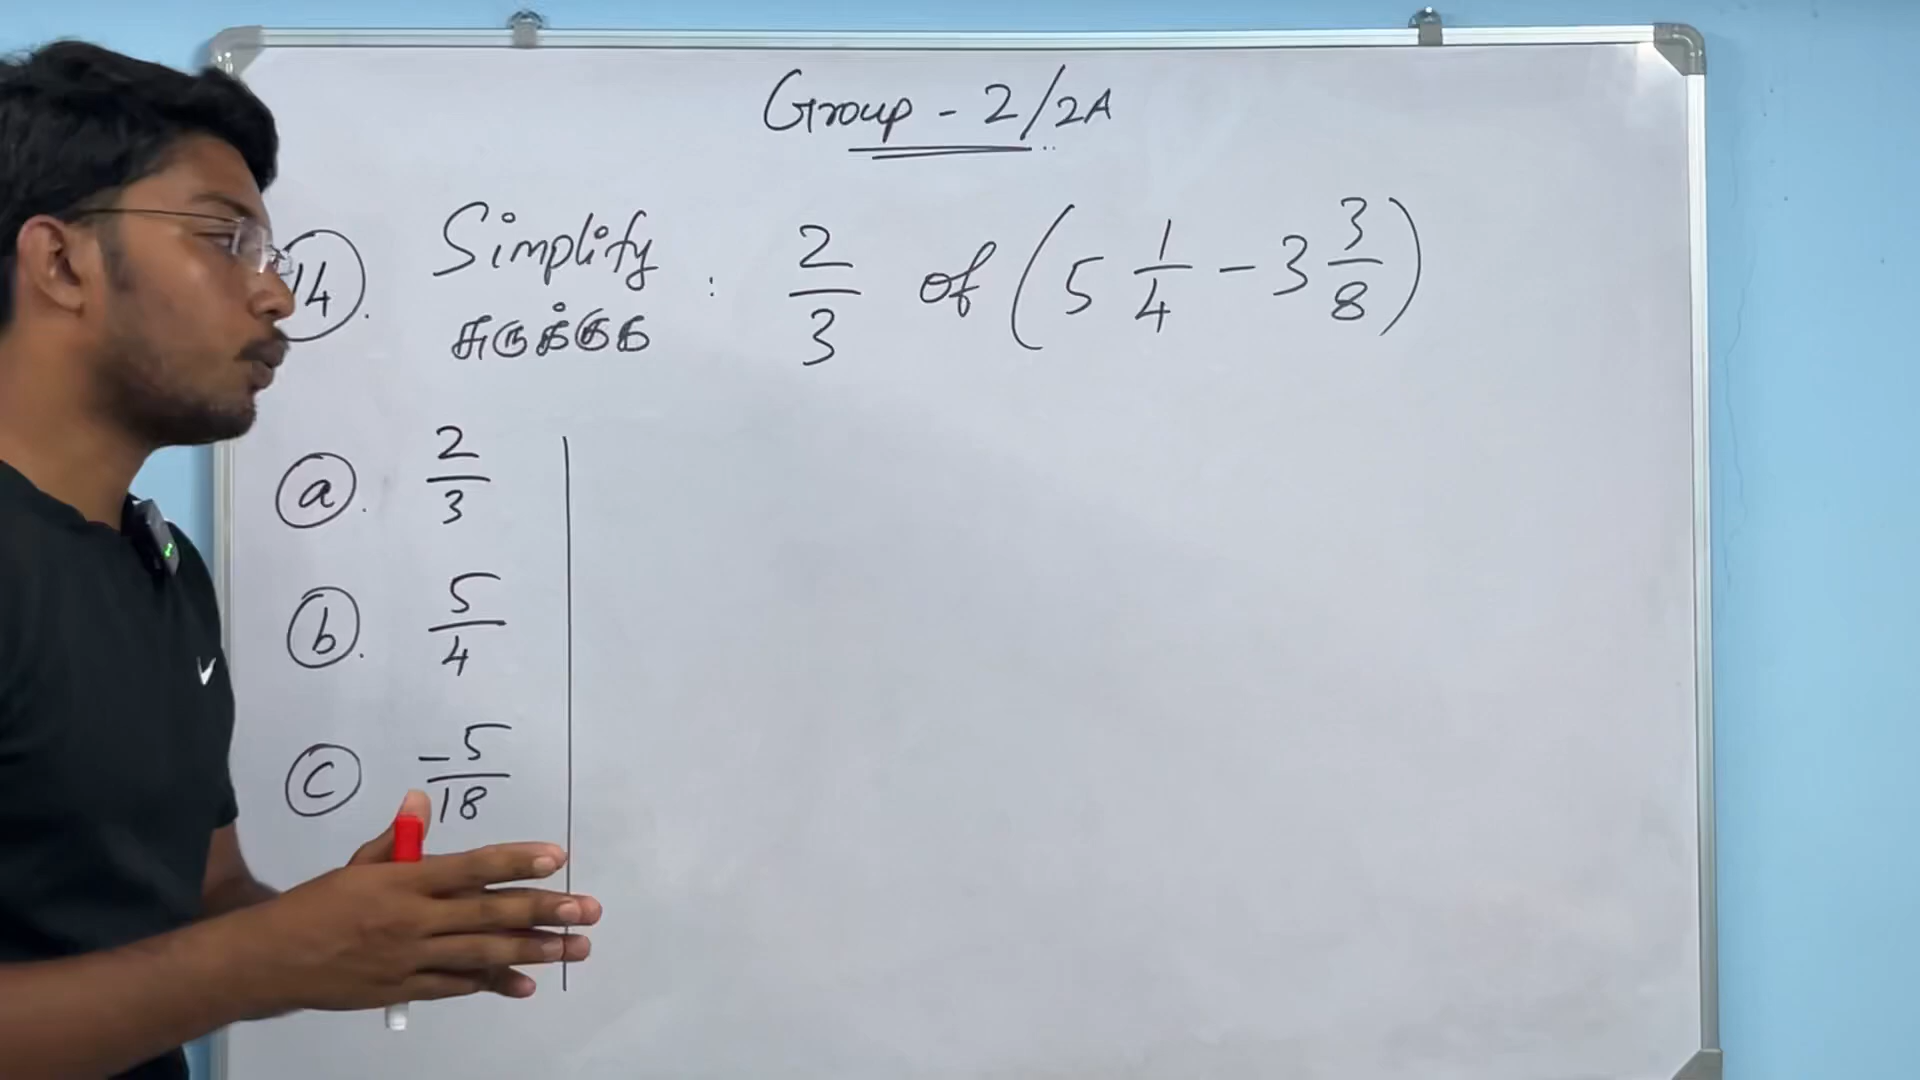 Group - 2/2A
14. Simplify : 2/3 of (5 1/4 - 3 3/8)
சுருக்குக
a. 2/3
b. 5/4
c -5/18